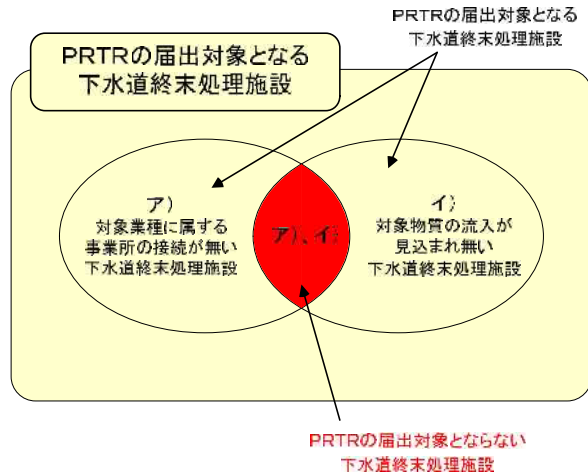 PRTRの届出対象となる
下水道終末処理施設
PRTRの届出対象となる
下水道終末処理施設
ア）
対象業種に属する
事業所の接続が無い
下水道終末処理施設
ア）、イ）
イ）
対象物質の流入が
見込まれ無い
下水道終末処理施設
PRTRの届出対象とならない
下水道終末処理施設